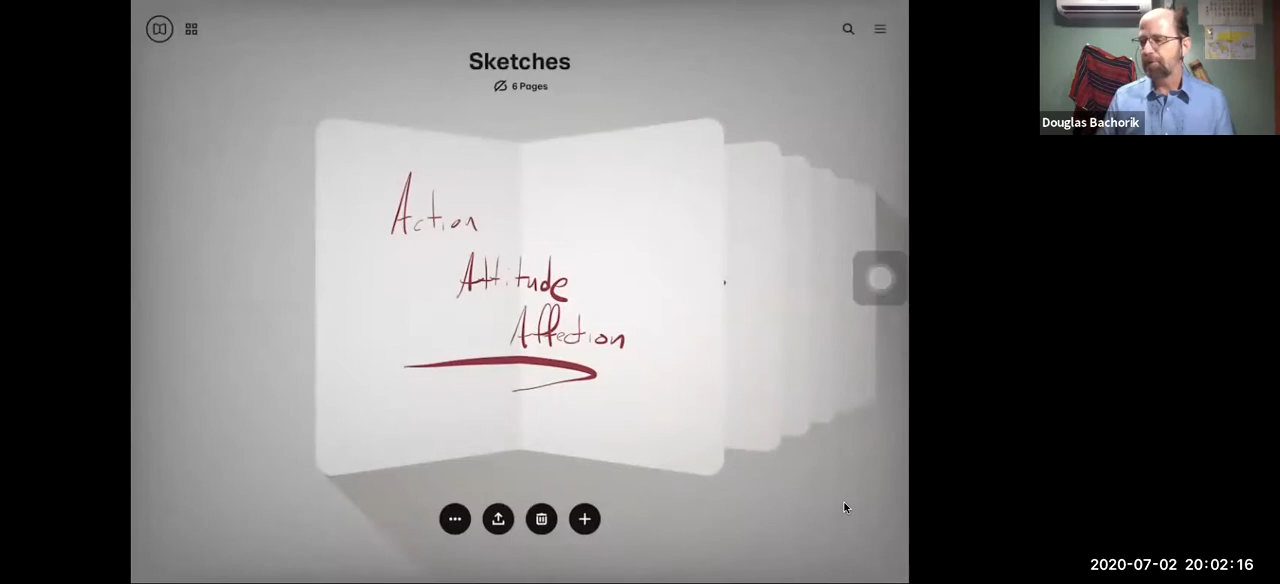 Sketches
6 Pages
Action
Attitude
Affection
Douglas Bachorik
2020-07-02 20:02:16